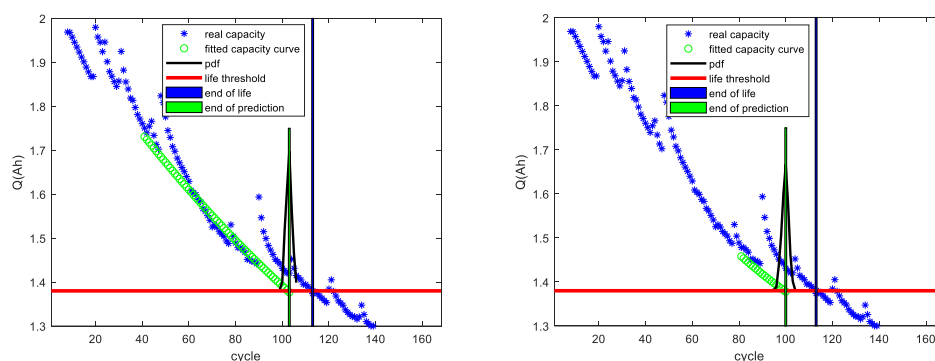 2
1.9
1.8
1.7
1.6
1.5
1.4
1.3
Q(Ah)
0
20
40
60
80
100
120
140
160
cycle
real capacity
fitted capacity curve
pdf
life threshold
end of life
end of prediction
2
1.9
1.8
1.7
1.6
1.5
1.4
1.3
Q(Ah)
0
20
40
60
80
100
120
140
160
cycle
real capacity
fitted capacity curve
pdf
life threshold
end of life
end of prediction